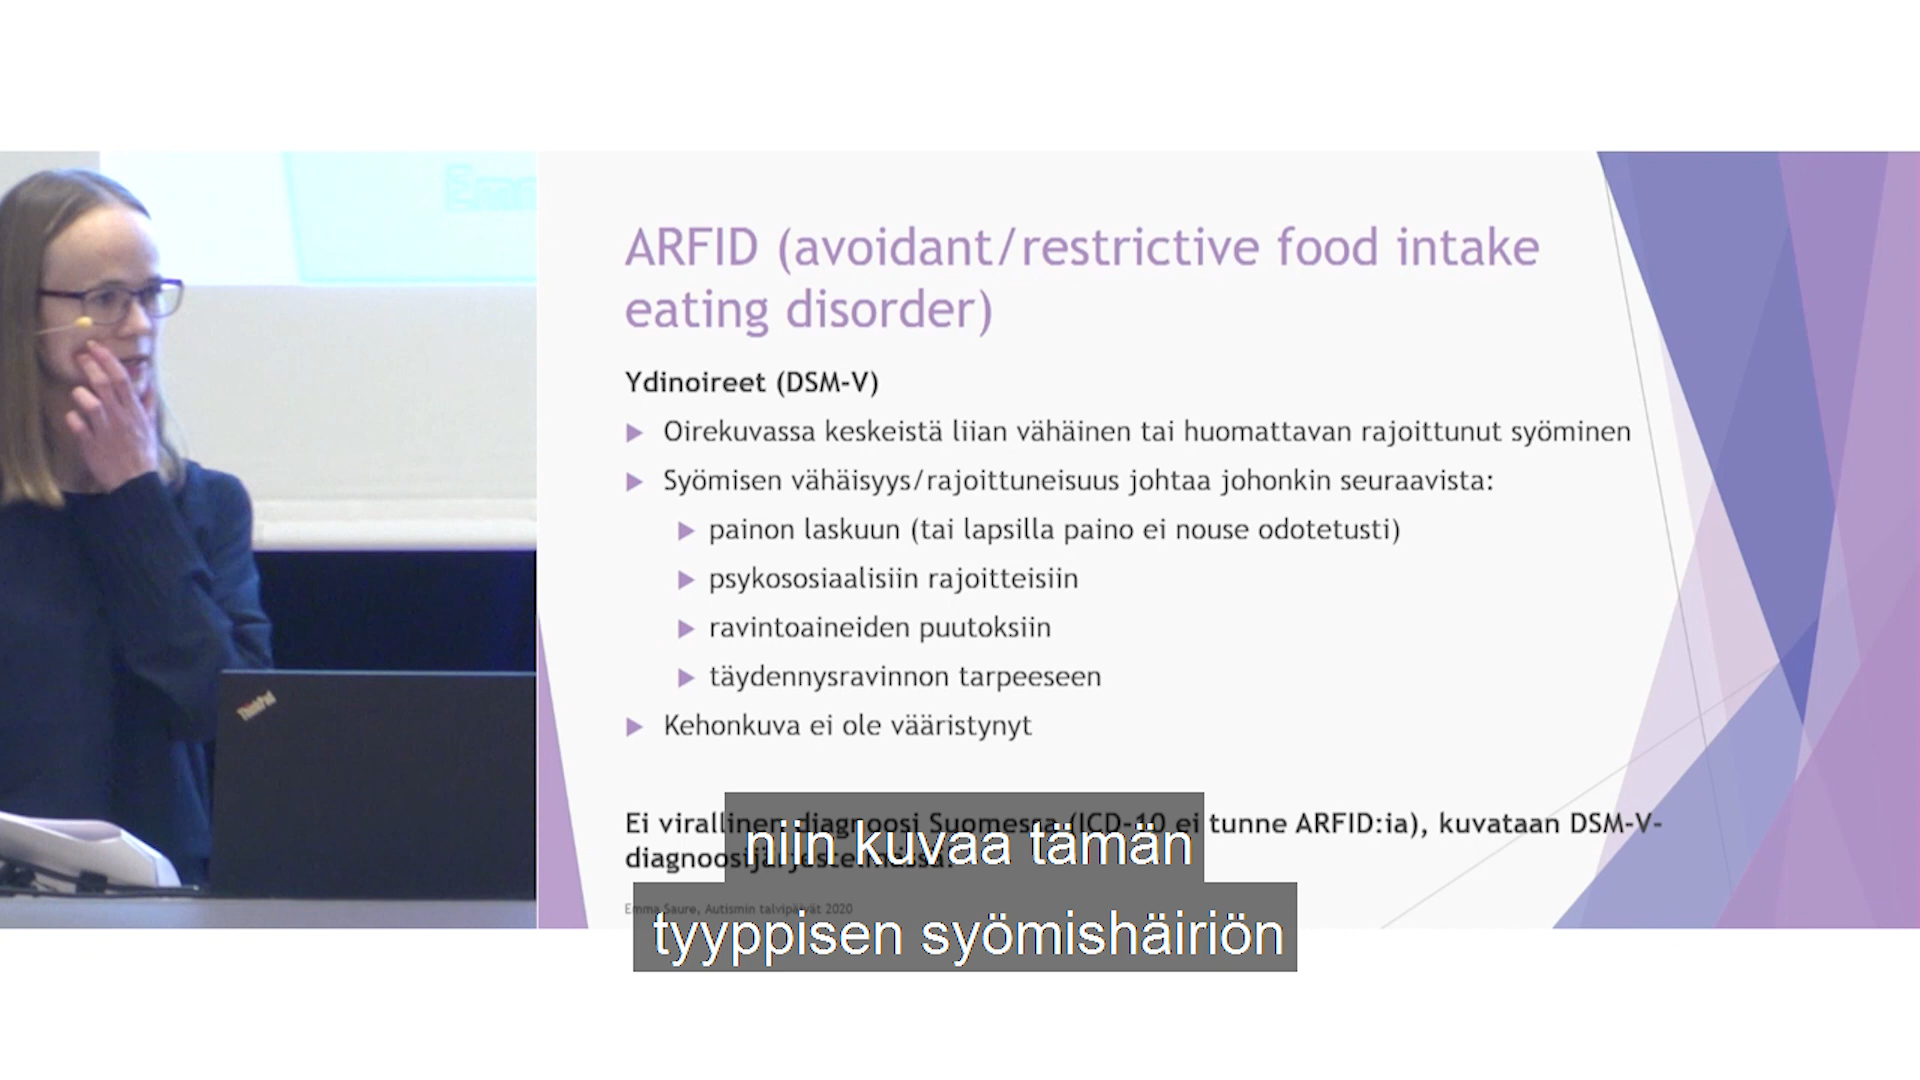 ARFID (avoidant/restrictive food intake
eating disorder)
Ydinoireet (DSM-V)
Oirekuvassa keskeistä liian vähäinen tai huomattavan rajoittunut syöminen
Syömisen vähäisyys/rajoittuneisuus johtaa johonkin seuraavista:
painon laskuun (tai lapsilla paino ei nouse odotetusti)
psykososiaalisiin rajoitteisiin
ravintoaineiden puutoksiin
täydennysravinnon tarpeeseen
Kehonkuva ei ole vääristynyt
Ei virallinen diagnoosi Suomessa (ICD-10 ei tunne ARFID:ia), kuvataan DSM-V-
diagnoosijärjestelmässä.
Emma Saure, Autismin talvipäivät 2020
niin kuvaa tämän
tyyppisen syömishäiriön
ThinkPad